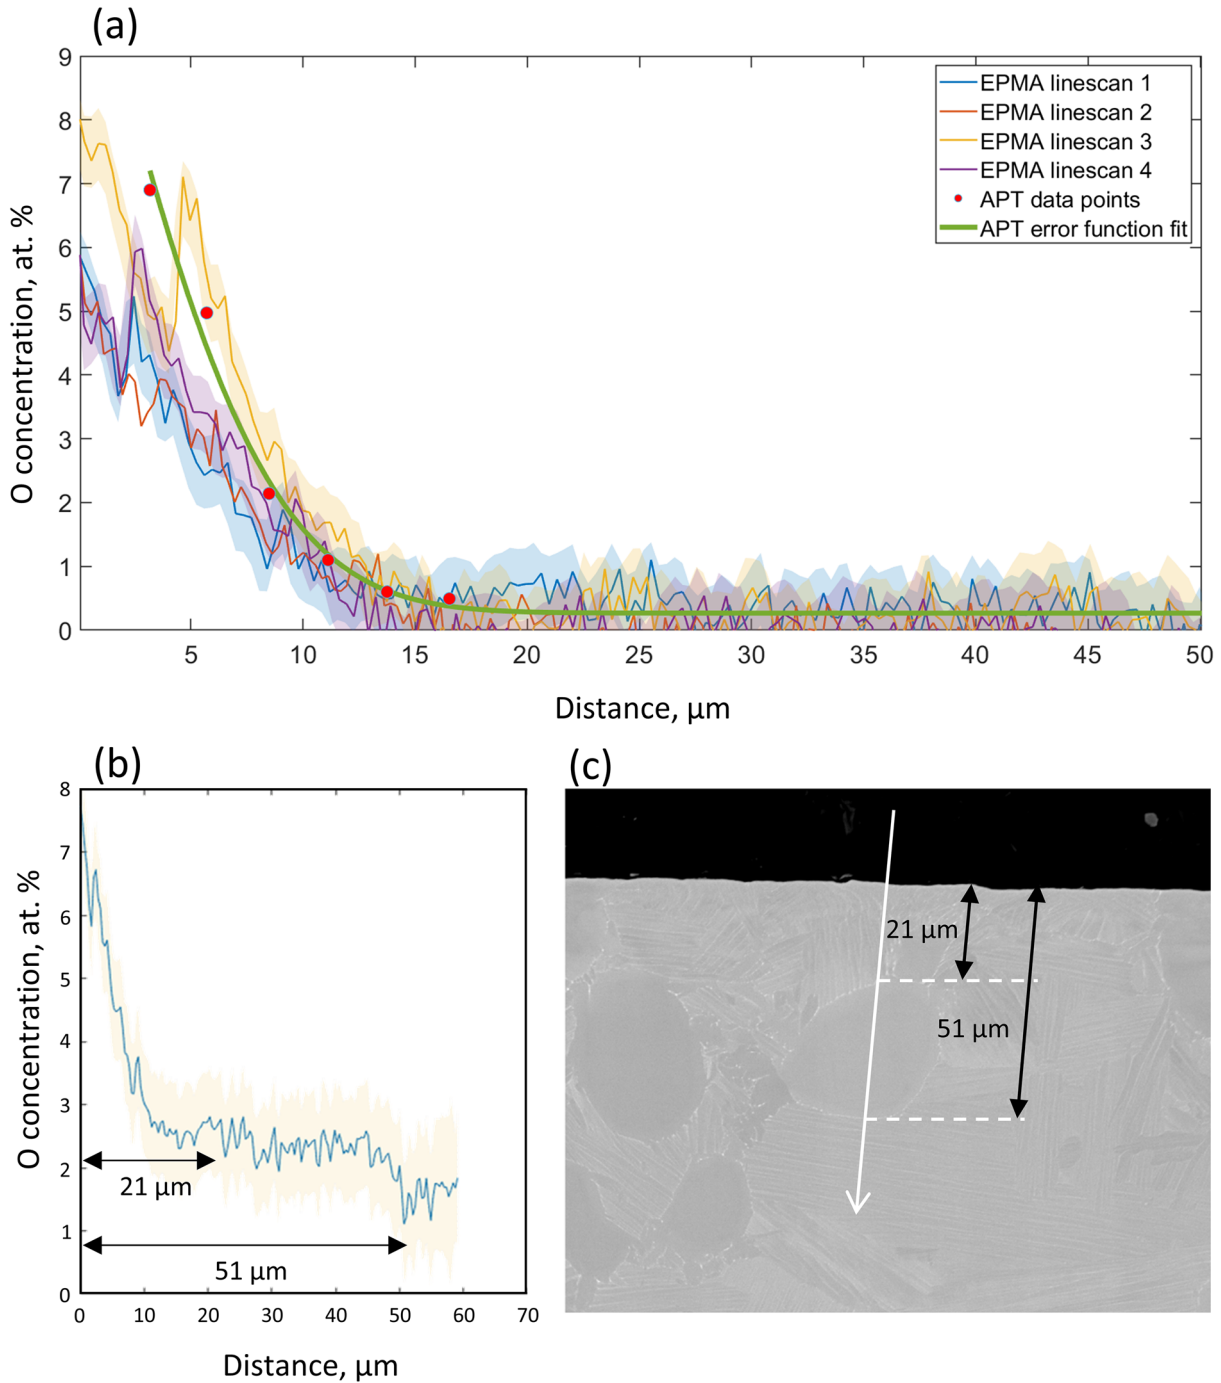 (a)
9
8
7
6
5
4
3
2
1
0
O concentration, at. %
EPMA linescan 1
EPMA linescan 2
EPMA linescan 3
EPMA linescan 4
APT data points
APT error function fit
5 10 15 20 25 30 35 40 45 50
Distance, μm
(b)
8
7
6
5
4
3
2
1
0
O concentration, at. %
21 μm
51 μm
0 10 20 30 40 50 60 70
Distance, μm
(c)
21 μm
51 μm